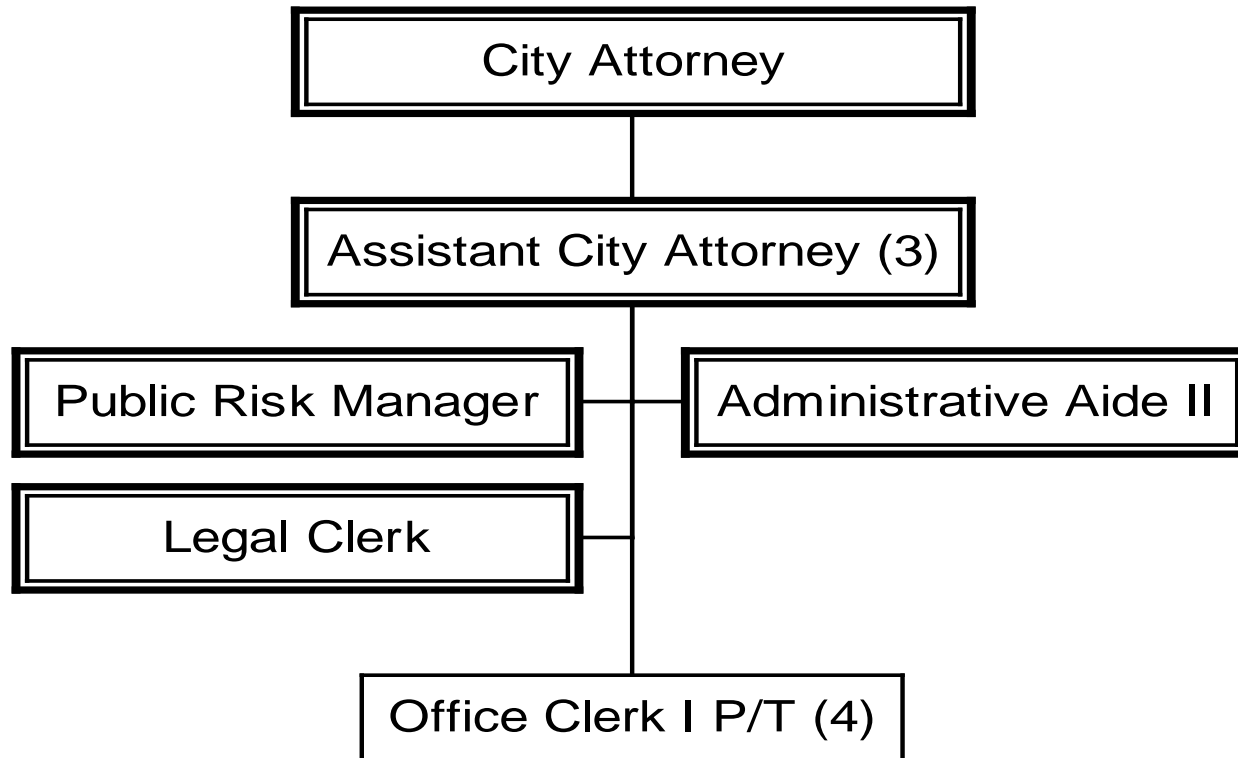 City Attorney
Assistant City Attorney (3)
Public Risk Manager
Administrative Aide II
Legal Clerk
Office Clerk I P/T (4)